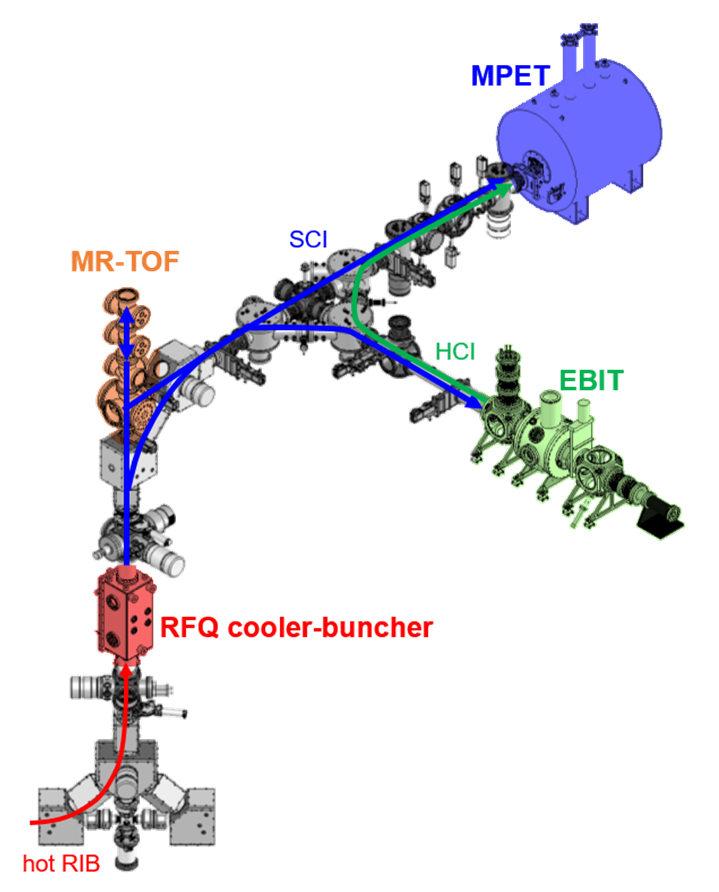 MPET
SCI
MR-TOF
HCI
EBIT
RFQ cooler-buncher
hot RIB